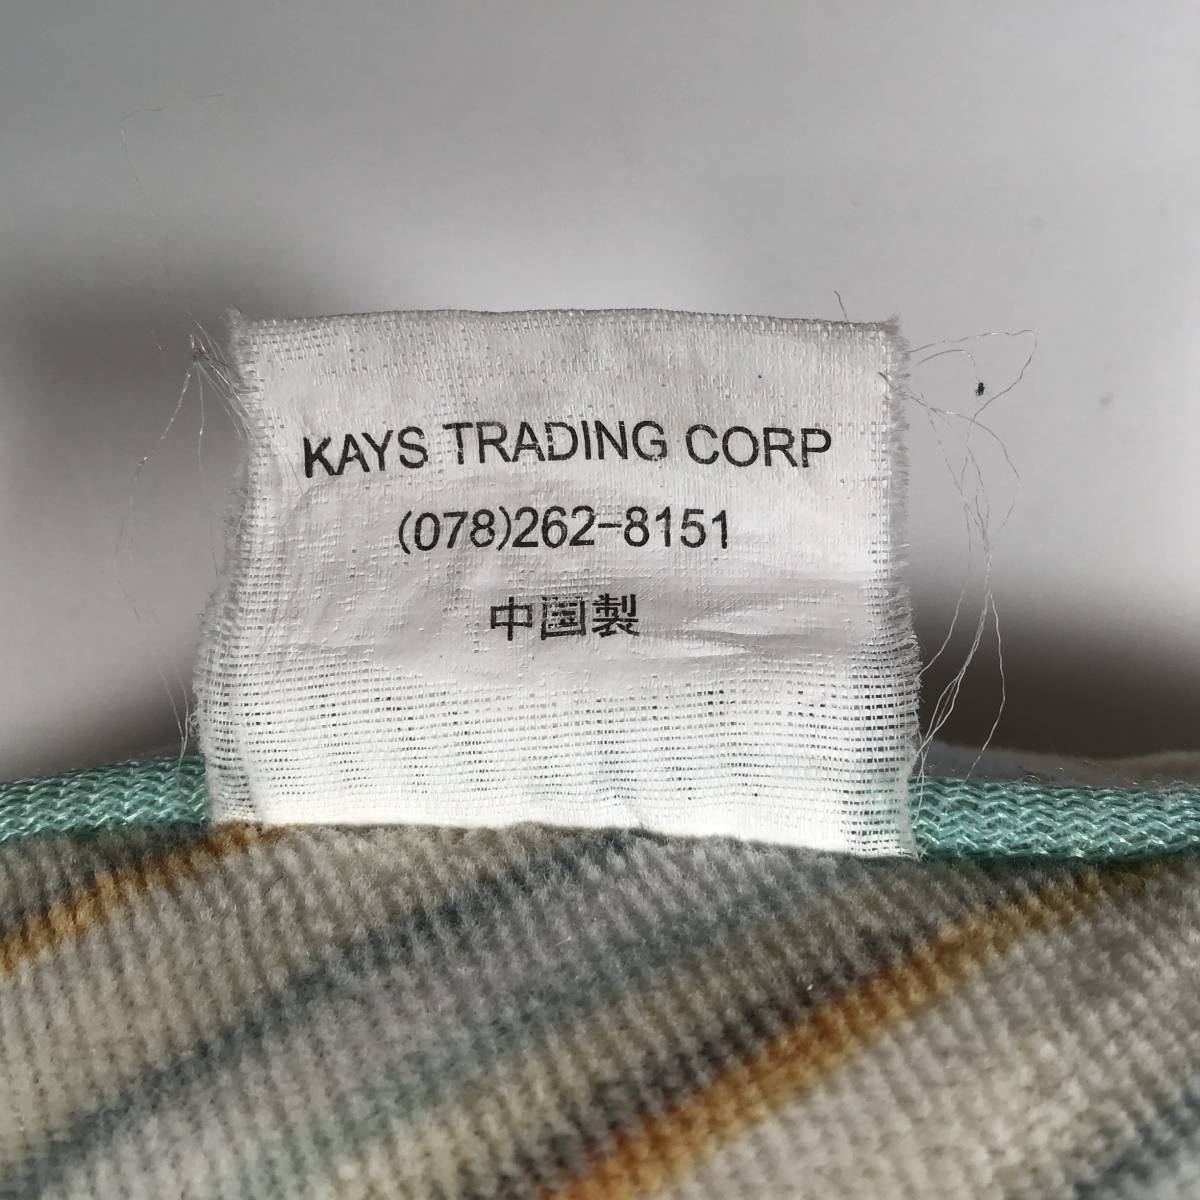 KAYS TRADING CORP
(078)262-8151
中国製